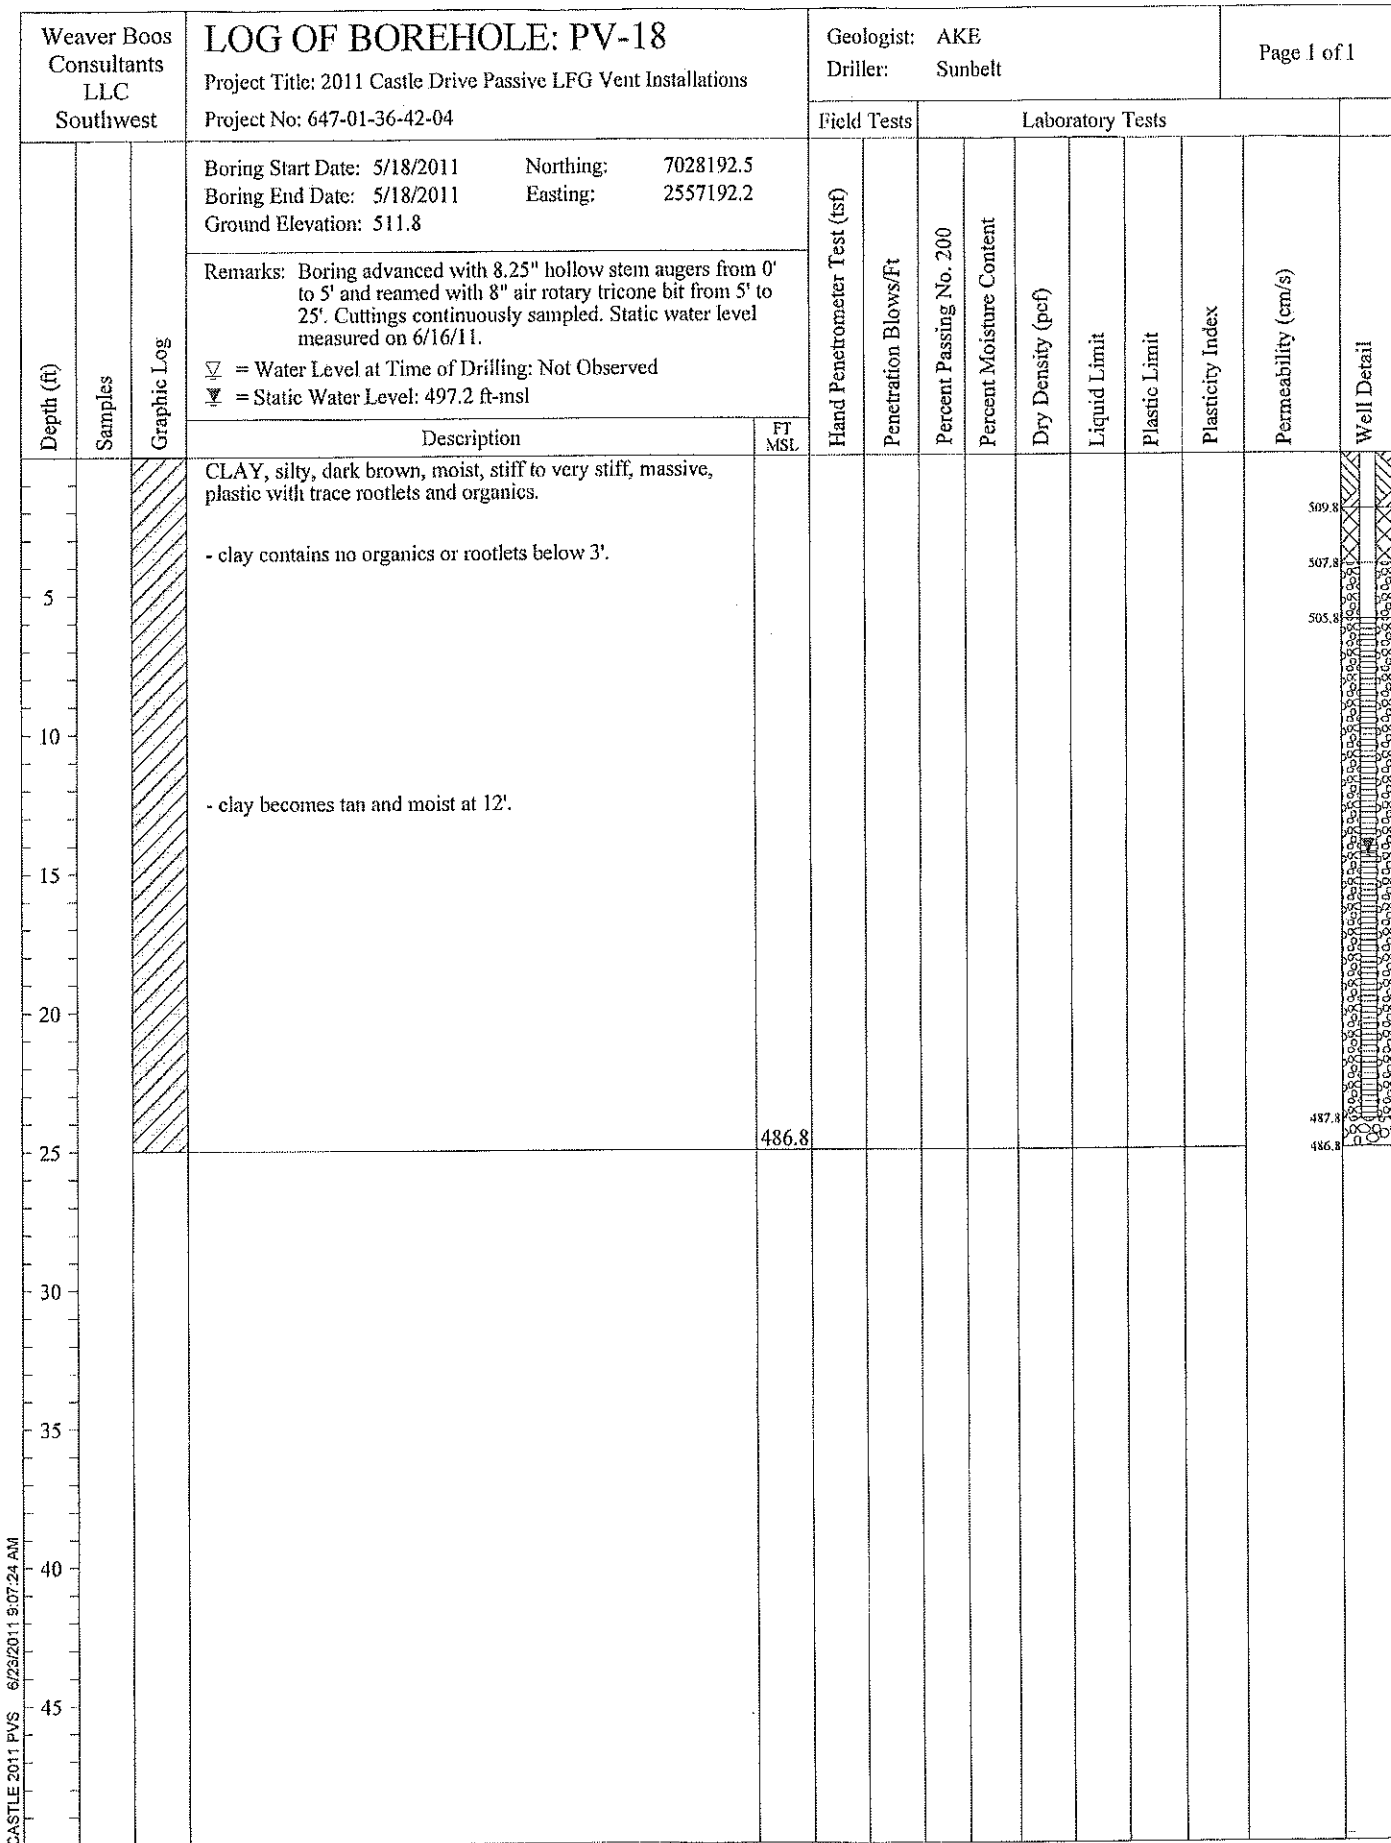 Weaver Boos
Consultants
LLC
Southwest
LOG OF BOREHOLE: PV-18
Project Title: 2011 Castle Drive Passive LFG Vent Installations
Project No: 647-01-36-42-04
Geologist: AKE
Driller: Sunbelt
Page 1 of 1
Field Tests
Laboratory Tests
Boring Start Date: 5/18/2011 Northing: 7028192.5
Boring End Date: 5/18/2011 Easting: 2557192.2
Ground Elevation: 511.8
Remarks: Boring advanced with 8.25" hollow stem augers from 0'
to 5' and reamed with 8" air rotary tricone bit from 5' to
25'. Cuttings continuously sampled. Static water level
measured on 6/16/11.
= Water Level at Time of Drilling: Not Observed
= Static Water Level: 497.2 ft-msl
Depth (ft)
Samples
Graphic Log
Description
FT
MSL
Hand Penetrometer Test (tsf)
Penetration Blows/Ft
Percent Passing No. 200
Percent Moisture Content
Dry Density (pcf)
Liquid Limit
Plastic Limit
Plasticity Index
Permeability (cm/s)
Well Detail
CLAY, silty, dark brown, moist, stiff to very stiff, massive,
plastic with trace rootlets and organics.
509.8
- clay contains no organics or rootlets below 3'.
507.8
5
505.8
10
- clay becomes tan and moist at 12'.
15
20
487.8
25
486.8
486.8
30
35
40
45
CASTLE 2011 PVS 6/23/2011 9:07:24 AM